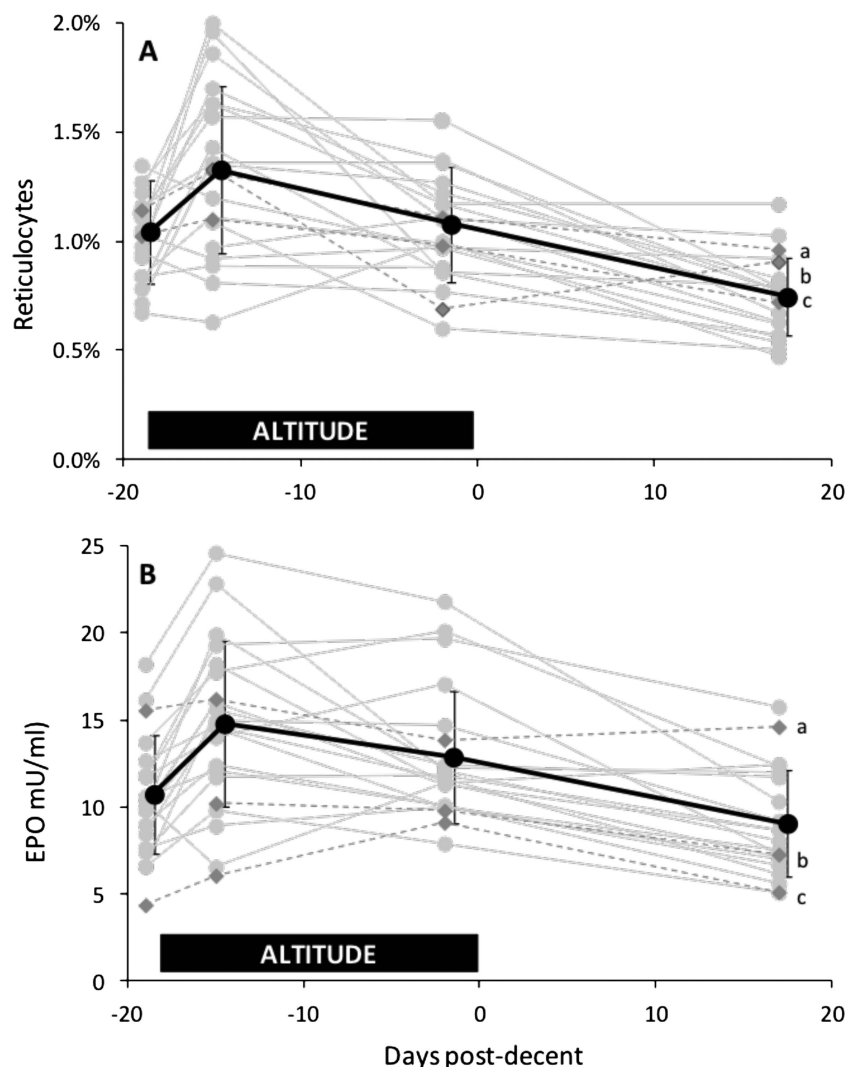 2.0%
A
1.5%
Reticulocytes
1.0%
a
b
c
0.5%
ALTITUDE
0.0%
-20 -10 0 10 20
25
B
20
15
a
EPO mU/ml)
10
b
5
c
ALTITUDE
0
-20 -10 0 10 20
Days post-decent